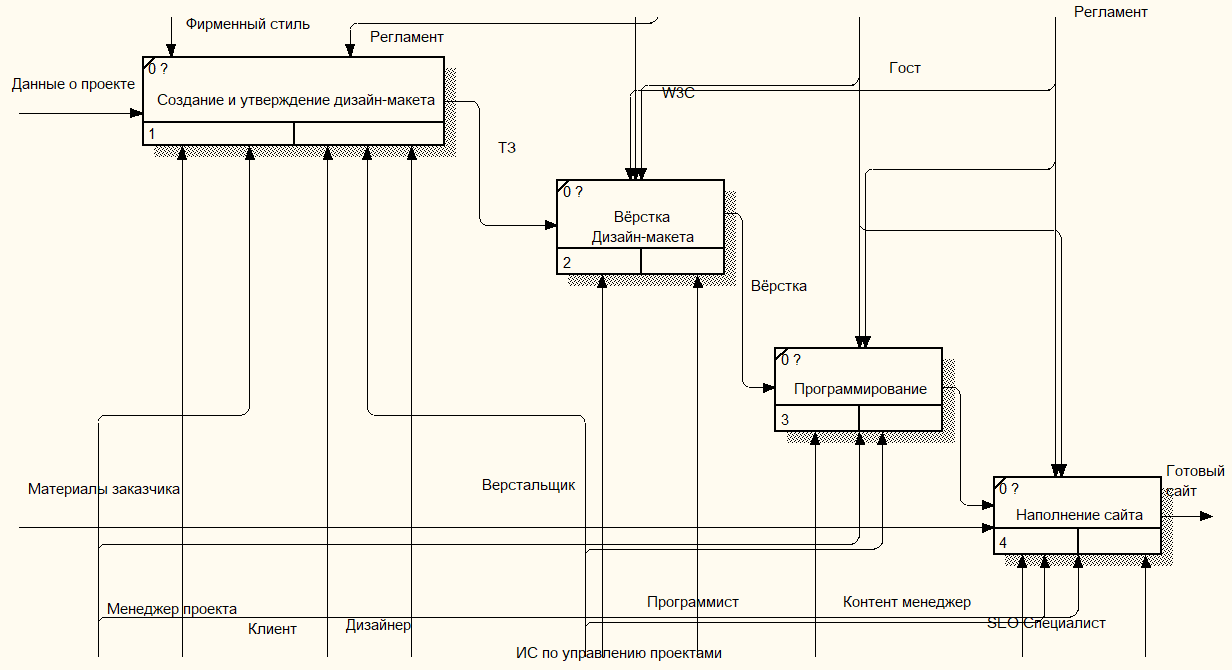 Фирменный стиль
Регламент
Регламент
Данные о проекте
0 ?
Создание и утверждение дизайн-макета
1
Гост
W3C
ТЗ
0 ?
Вёрстка
Дизайн-макета
2
Вёрстка
0 ?
Программирование
3
Материалы заказчика
Верстальщик
Готовый
сайт
0 ?
Наполнение сайта
4
Менеджер проекта
Клиент
Дизайнер
Программист
Контент менеджер
SEO Специалист
ИС по управлению проектами